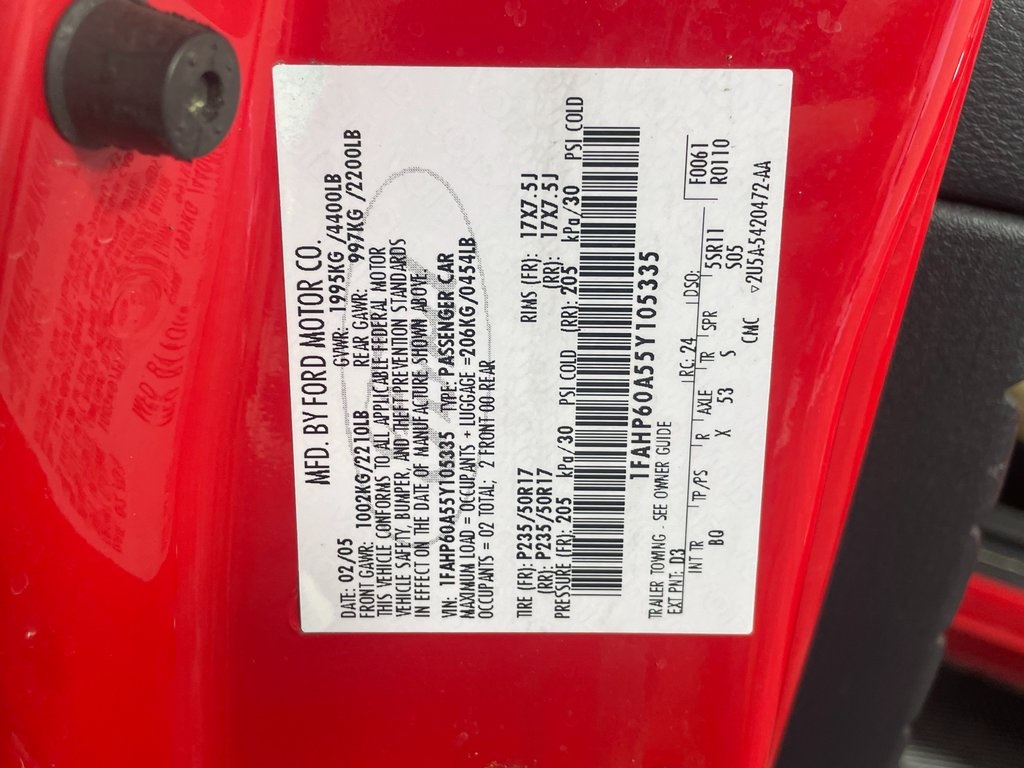 MFD. BY FORD MOTOR CO.
DATE: 02/05 GVWR: 1995KG /4400LB
FRONT GAWR: 1002KG/2210LB REAR GAWR: 997KG /2200LB
THIS VEHICLE CONFORMS TO ALL APPLICABLE FEDERAL MOTOR
VEHICLE SAFETY, BUMPER, AND THEFT PREVENTION STANDARDS
IN EFFECT ON THE DATE OF MANUFACTURE SHOWN ABOVE.
VIN: 1FAHP60A55Y105335 TYPE: PASSENGER CAR
MAXIMUM LOAD = OCCUPANTS + LUGGAGE =206KG/0454LB
OCCUPANTS = 02 TOTAL; 2 FRONT 00 REAR
TIRE (FR): P235/50R17 RIMS (FR): 17X7.5J
(RR): P235/50R17 (RR): 17X7.5J
PRESSURE (FR): 205 kPa/30 PSI COLD (RR): 205 kPa/30 PSI COLD
1FAHP60A55Y105335
TRAILER TOWING - SEE OWNER GUIDE
EXT PNT: D3 RC: 24 DSO: F0061
INT TR TP/PS R AXLE TR SPR 5SR11 R0110
BO X 53 S S05
CMC ▿2U5A-5420472-AA